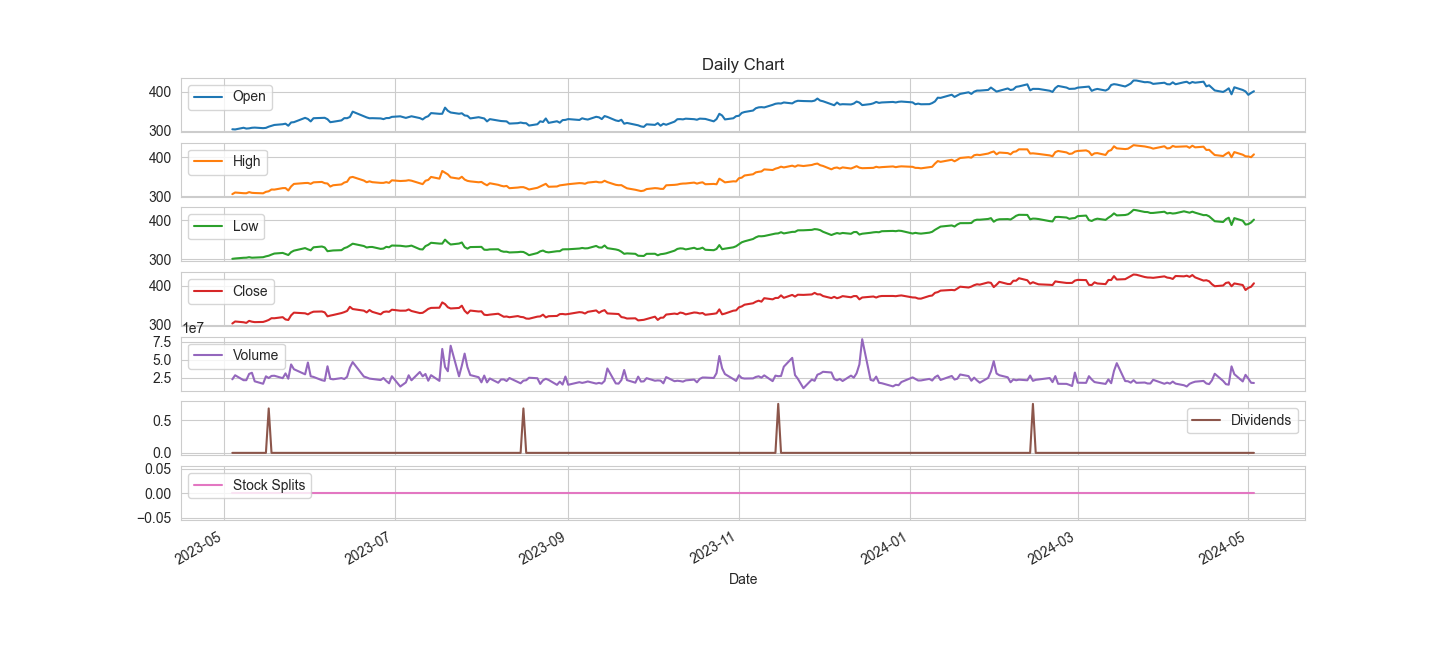 Daily Chart
400
300
Open
400
300
High
400
300
Low
400
300
Close
1e7
7.5
5.0
2.5
Volume
0.5
0.0
Dividends
0.05
0.00
−0.05
Stock Splits
2023-05
2023-07
2023-09
2023-11
2024-01
2024-03
2024-05
Date